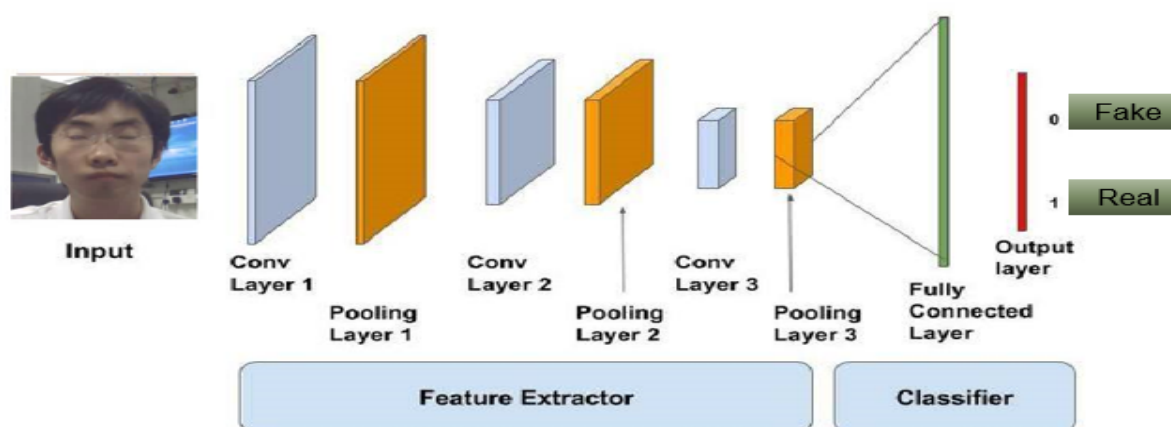 Input
Conv
Layer 1
Pooling
Layer 1
Conv
Layer 2
Pooling
Layer 2
Conv
Layer 3
Pooling
Layer 3
Fully
Connected
Layer
Output
layer
0
Fake
1
Real
Feature Extractor
Classifier